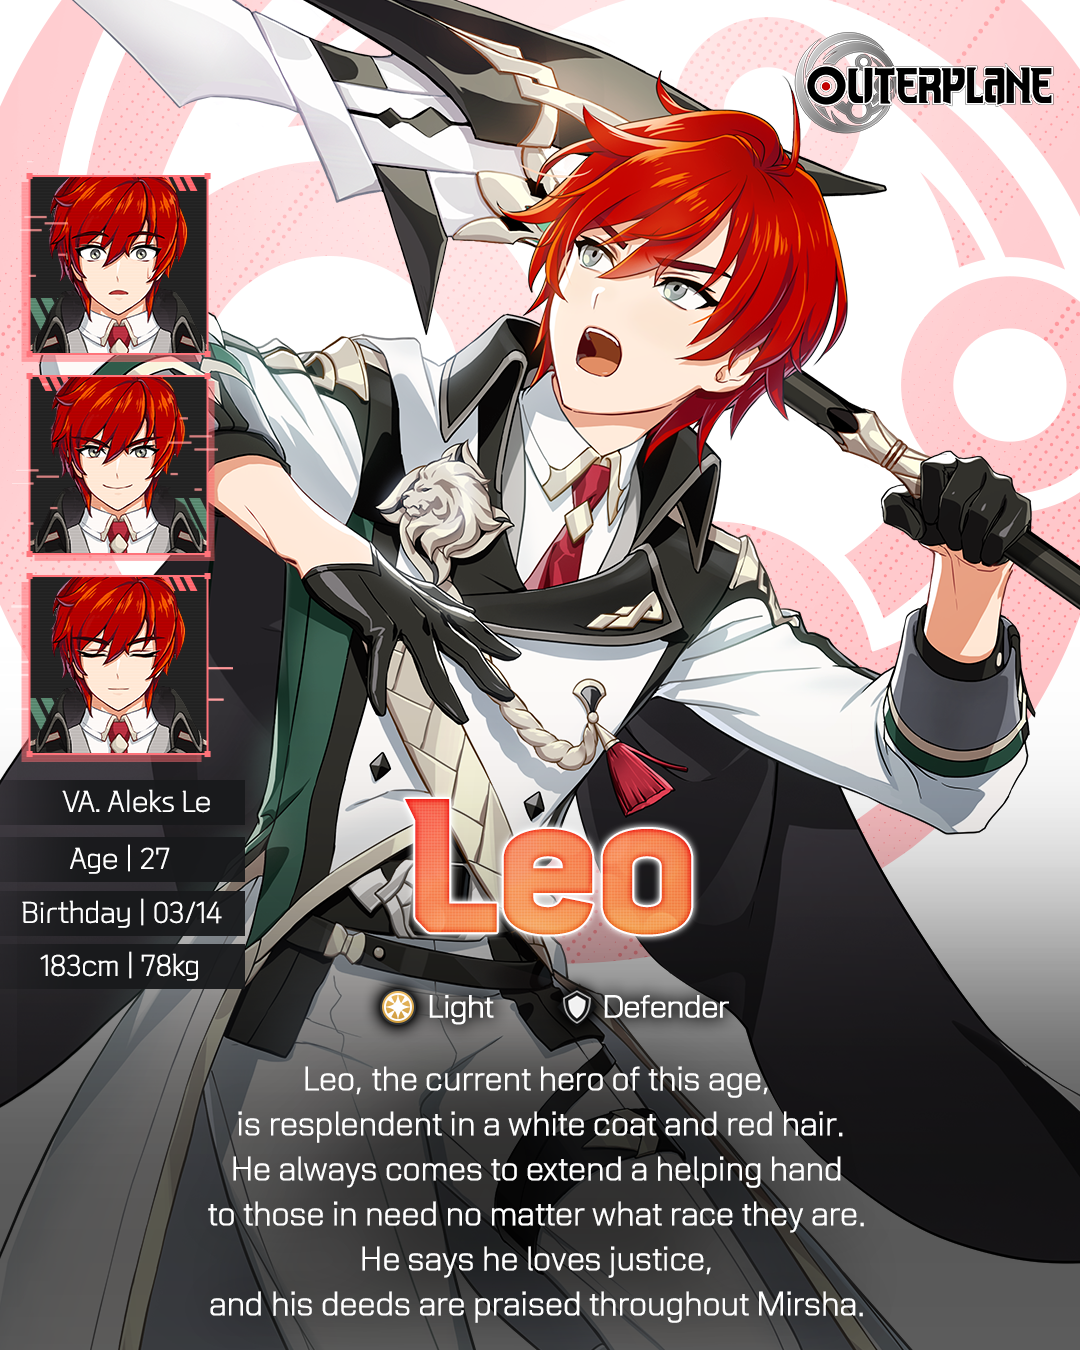 OUTERPLANE
VA. Aleks Le
Age | 27
Birthday | 03/14
183cm | 78kg
Leo
Light
Defender
Leo, the current hero of this age,
is resplendent in a white coat and red hair.
He always comes to extend a helping hand
to those in need no matter what race they are.
He says he loves justice,
and his deeds are praised throughout Mirsha.